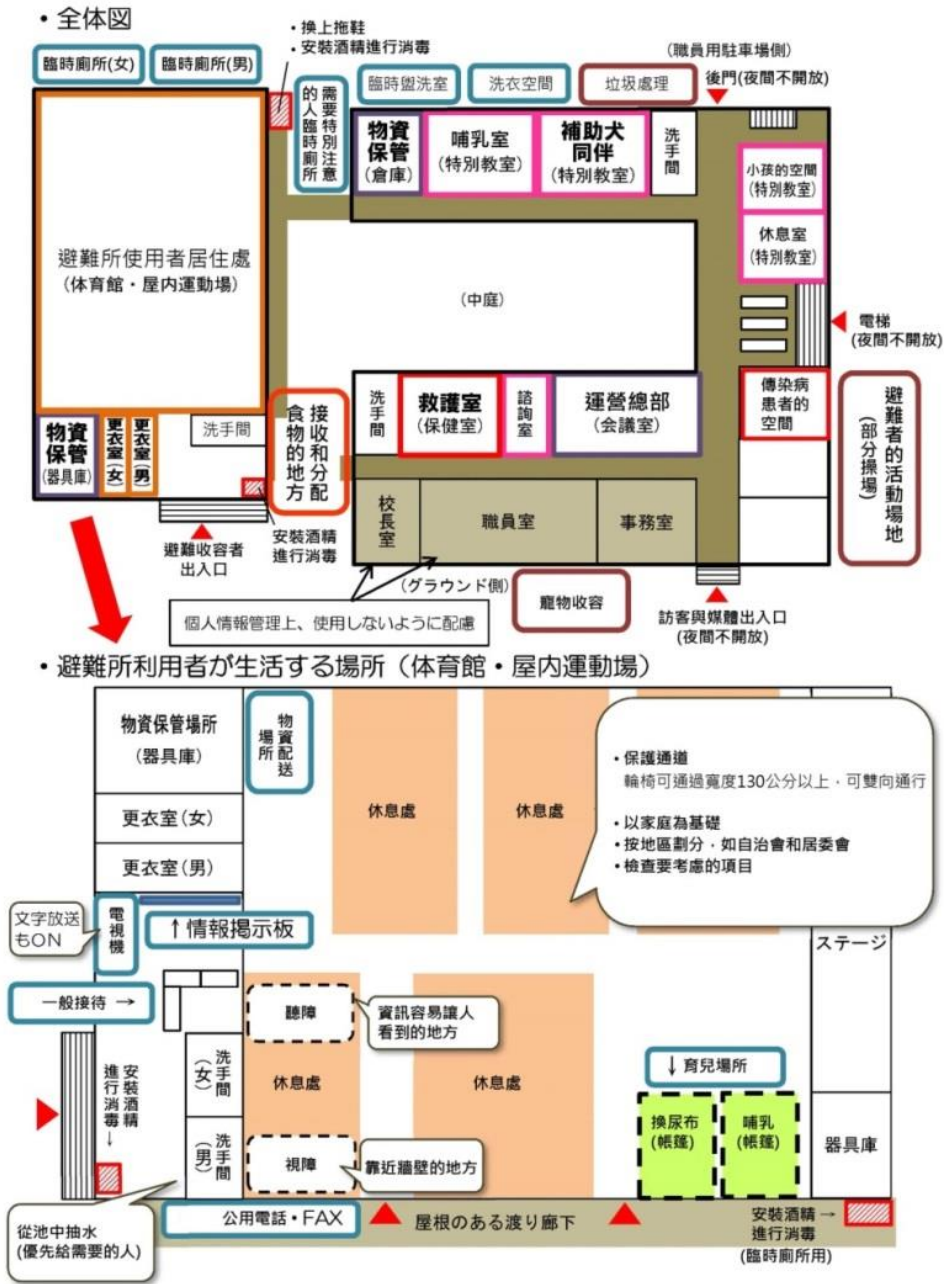 ・全体図
・換上拖鞋
・安裝酒精進行消毒
臨時廁所(女)
臨時廁所(男)
需要特別注意
的人臨時廁所
臨時盥洗室
洗衣空間
垃圾處理
(職員用駐車場側)
後門(夜間不開放)
物資
保管
(倉庫)
哺乳室
(特別教室)
補助犬
同伴
(特別教室)
洗手間
小孩的空間
(特別教室)
休息室
(特別教室)
避難所使用者居住處
(体育館・屋内運動場)
(中庭)
電梯
(夜間不開放)
物資
保管
(器具庫)
更衣室(女)
更衣室(男)
洗手間
接收和分配
食物的地方
洗手間
救護室
(保健室)
諮詢室
運營總部
(会議室)
傳染病
患者的
空間
避難者的活動場地
(部分操場)
校長室
職員室
事務室
避難收容者
出入口
安裝酒精
進行消毒
(グラウンド側)
寵物收容
訪客與媒體出入口
(夜間不開放)
個人情報管理上、使用しないように配慮
・避難所利用者が生活する場所（体育館・屋内運動場）
物資保管場所
(器具庫)
物資配送
場所
更衣室(女)
更衣室(男)
休息處
休息處
・保護通道
輪椅可通過寬度130公分以上，可雙向通行
・以家庭為基礎
・按地區劃分，如自治會和居委會
・檢查要考慮的項目
文字放送
もON
電視機
↑情報掲示板
ステージ
一般接待 →
聽障
資訊容易讓人
看到的地方
安裝酒精
進行消毒→
洗手間
(女)
洗手間
(男)
休息處
休息處
↓育兒場所
換尿布
(帳篷)
哺乳
(帳篷)
器具庫
視障
靠近牆壁的地方
從池中抽水
(優先給需要的人)
公用電話・FAX
屋根のある渡り廊下
安裝酒精→
進行消毒
(臨時廁所用)